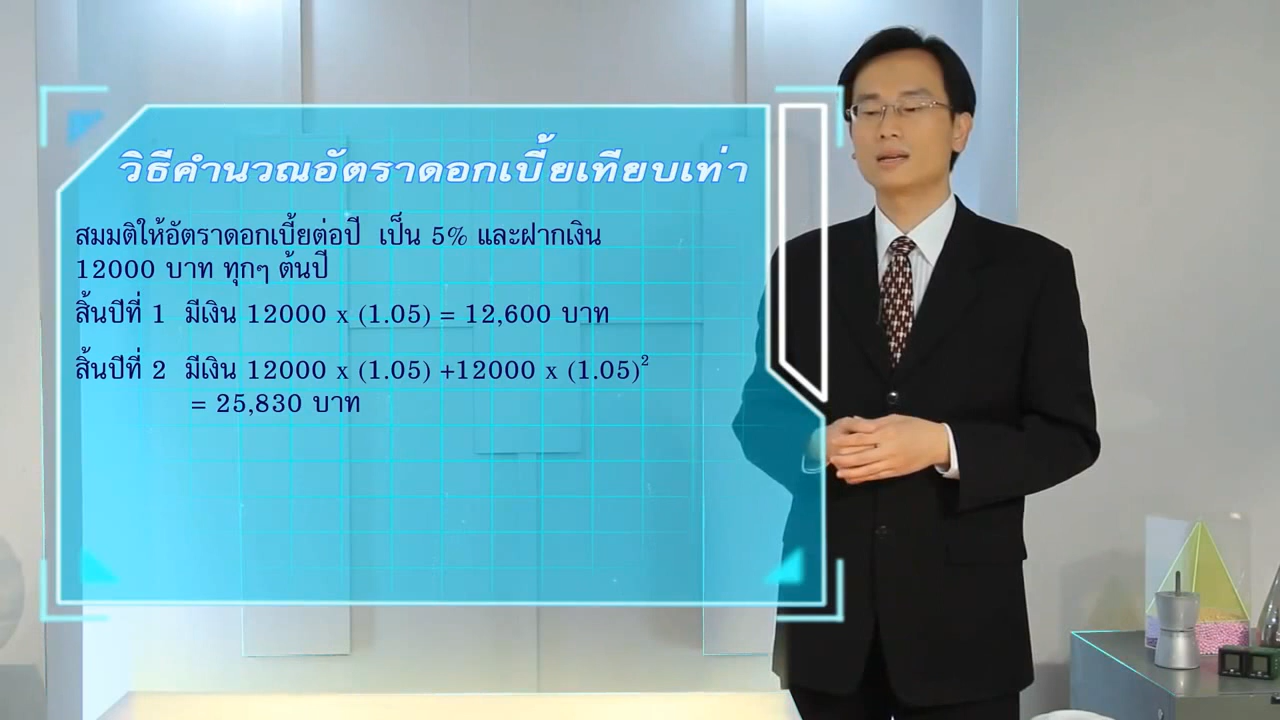 วิธีคำนวณอัตราดอกเบี้ยเทียบเท่า
สมมติให้อัตราดอกเบี้ยต่อปี เป็น 5% และฝากเงิน
12000 บาท ทุกๆ ต้นปี
สิ้นปีที่ 1 มีเงิน 12000 x (1.05) = 12,600 บาท
สิ้นปีที่ 2 มีเงิน 12000 x (1.05) +12000 x (1.05)²
= 25,830 บาท